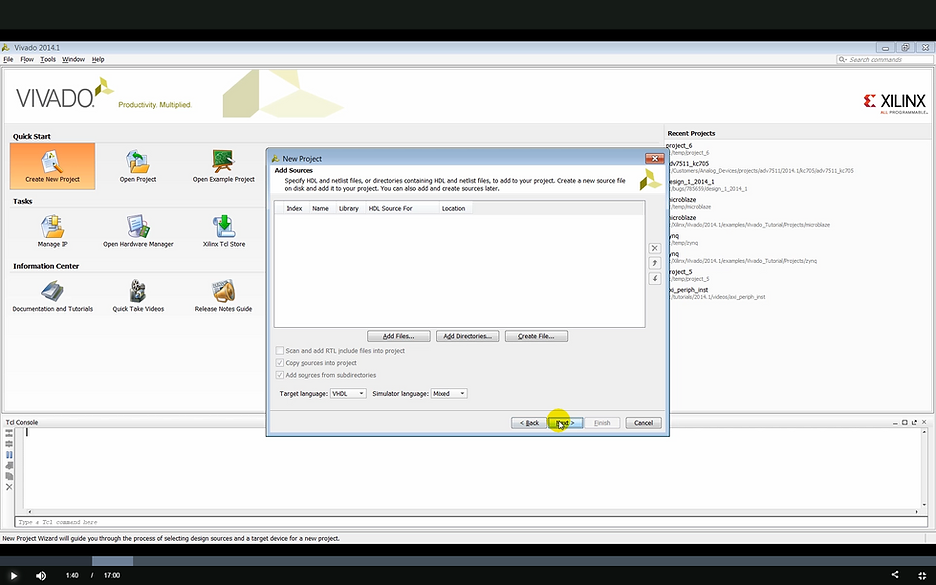 Vivado 2014.1
File Flow Tools Window Help
Search commands
VIVADO. Productivity. Multiplied.
XILINX
ALL PROGRAMMABLE.
Quick Start
Create New Project
Open Project
Open Example Project
Tasks
Manage IP
Open Hardware Manager
Xilinx Tcl Store
Information Center
Documentation and Tutorials
Quick Take Videos
Release Notes Guide
New Project
Add Sources
Specify HDL and netlist files, or directories containing HDL and netlist files, to add to your project. Create a new source file
on disk and add it to your project. You can also add and create sources later.
Index Name Library HDL Source For Location
Add Files... Add Directories... Create File...
Scan and add RTL include files into project
Copy sources into project
Add sources from subdirectories
Target language: VHDL Simulator language: Mixed
< Back Next > Finish Cancel
Recent Projects
project_6
/temp/project_6
adv7511_kc705
/Customers/Analog_Devices/projects/adv7511/2014.1/kc705/adv7511_kc705
design_1_2014_1
/bugs/785659/design_1_2014_1
microblaze
/temp/microblaze
microblaze
/Xilinx/Vivado/2014.1/examples/Vivado_Tutorial/Projects/microblaze
zynq
/temp/zynq
zynq
/Xilinx/Vivado/2014.1/examples/Vivado_Tutorial/Projects/zynq
project_5
/temp/project_5
axi_periph_inst
/tutorials/2014.1/videos/axi_periph_inst
Tcl Console
Type a Tcl command here
New Project Wizard will guide you through the process of selecting design sources and a target device for a new project.
1:40 / 17:00